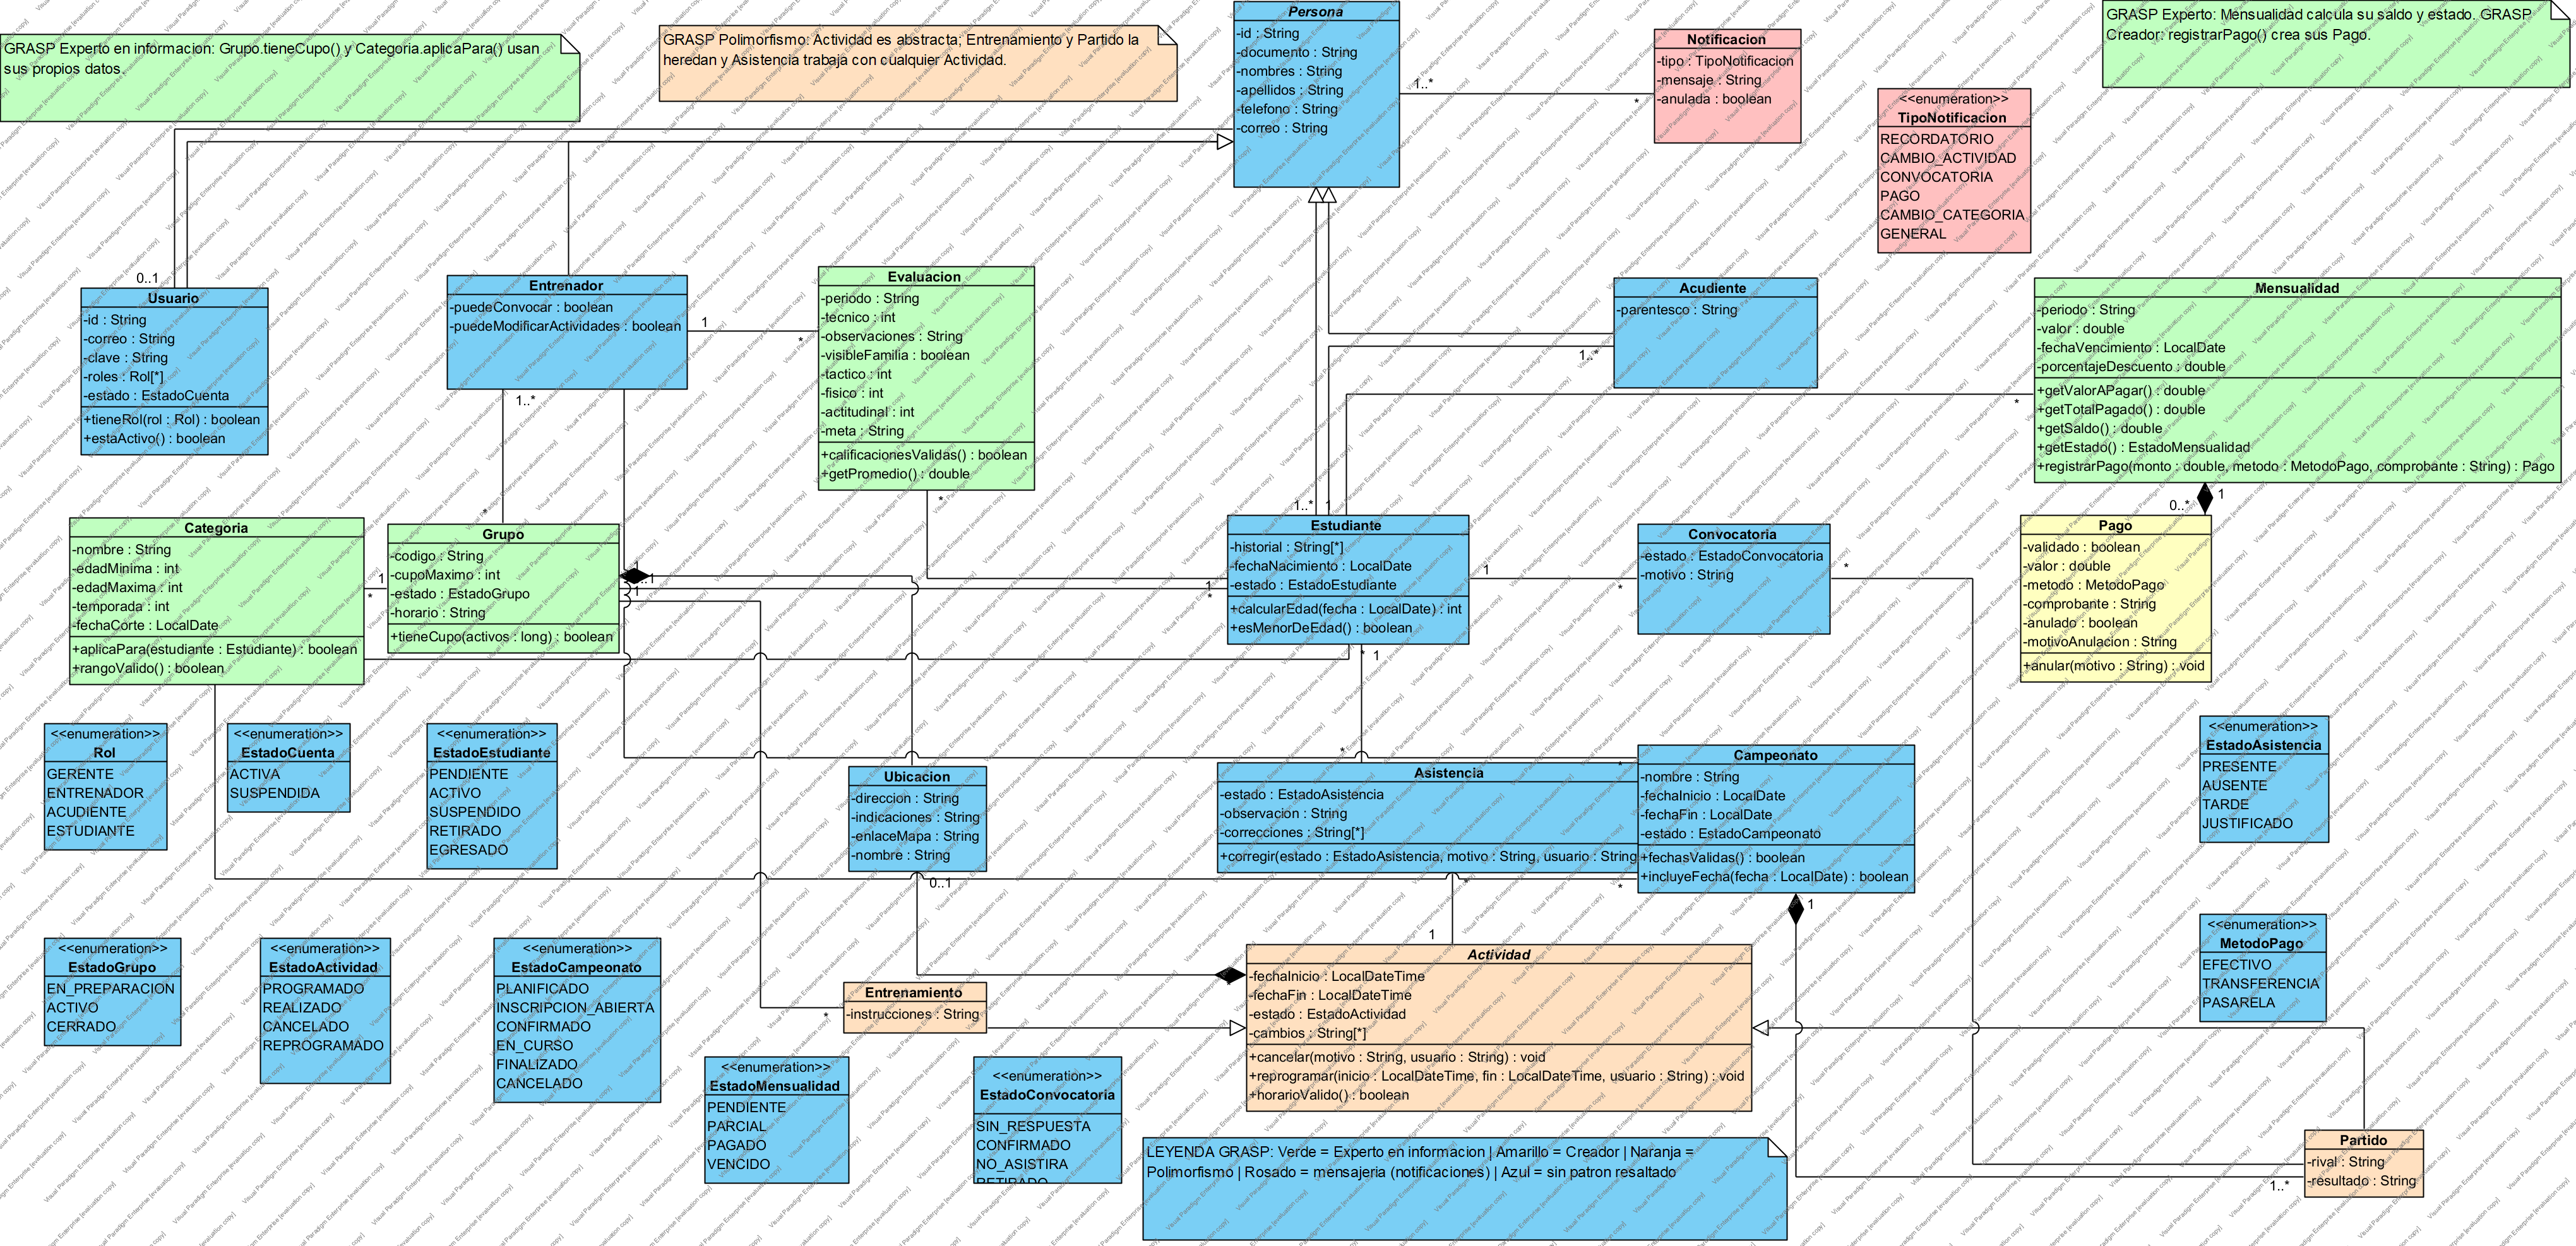 GRASP Experto en informacion: Grupo.tieneCupo() y Categoria.aplicaPara() usan
sus propios datos.
GRASP Polimorfismo: Actividad es abstracta; Entrenamiento y Partido la
heredan y Asistencia trabaja con cualquier Actividad.
Persona
-id : String
-documento : String
-nombres : String
-apellidos : String
-telefono : String
-correo : String
1..*
*
Notificacion
-tipo : TipoNotificacion
-mensaje : String
-anulada : boolean
<<enumeration>>
TipoNotificacion
RECORDATORIO
CAMBIO_ACTIVIDAD
CONVOCATORIA
PAGO
CAMBIO_CATEGORIA
GENERAL
GRASP Experto: Mensualidad calcula su saldo y estado. GRASP
Creador: registrarPago() crea sus Pago.
0..1
Usuario
-id : String
-correo : String
-clave : String
-roles : Rol[*]
-estado : EstadoCuenta
+tieneRol(rol : Rol) : boolean
+estaActivo() : boolean
Entrenador
-puedeConvocar : boolean
-puedeModificarActividades : boolean
1
*
1..*
*
Evaluacion
-periodo : String
-tecnico : int
-observaciones : String
-visibleFamilia : boolean
-tactico : int
-fisico : int
-actitudinal : int
-meta : String
+calificacionesValidas() : boolean
+getPromedio() : double
*
Acudiente
-parentesco : String
1..*
Mensualidad
-periodo : String
-valor : double
-fechaVencimiento : LocalDate
-porcentajeDescuento : double
+getValorAPagar() : double
+getTotalPagado() : double
+getSaldo() : double
+getEstado() : EstadoMensualidad
+registrarPago(monto : double, metodo : MetodoPago, comprobante : String) : Pago
*
1
0..*
Categoria
-nombre : String
-edadMinima : int
-edadMaxima : int
-temporada : int
-fechaCorte : LocalDate
+aplicaPara(estudiante : Estudiante) : boolean
+rangoValido() : boolean
1
*
Grupo
-codigo : String
-cupoMaximo : int
-estado : EstadoGrupo
-horario : String
+tieneCupo(activos : long) : boolean
1
1
1..*
1
Estudiante
-historial : String[*]
-fechaNacimiento : LocalDate
-estado : EstadoEstudiante
+calcularEdad(fecha : LocalDate) : int
+esMenorDeEdad() : boolean
1
*
*
1
1
*
Convocatoria
-estado : EstadoConvocatoria
-motivo : String
*
Pago
-validado : boolean
-valor : double
-metodo : MetodoPago
-comprobante : String
-anulado : boolean
-motivoAnulacion : String
+anular(motivo : String) : void
<<enumeration>>
Rol
GERENTE
ENTRENADOR
ACUDIENTE
ESTUDIANTE
<<enumeration>>
EstadoCuenta
ACTIVA
SUSPENDIDA
<<enumeration>>
EstadoEstudiante
PENDIENTE
ACTIVO
SUSPENDIDO
RETIRADO
EGRESADO
Ubicacion
-direccion : String
-indicaciones : String
-enlaceMapa : String
-nombre : String
0..1
*
Asistencia
-estado : EstadoAsistencia
-observacion : String
-correcciones : String[*]
+corregir(estado : EstadoAsistencia, motivo : String, usuario : String
*
*
*
Campeonato
-nombre : String
-fechaInicio : LocalDate
-fechaFin : LocalDate
-estado : EstadoCampeonato
+fechasValidas() : boolean
+incluyeFecha(fecha : LocalDate) : boolean
1
<<enumeration>>
EstadoAsistencia
PRESENTE
AUSENTE
TARDE
JUSTIFICADO
<<enumeration>>
EstadoGrupo
EN_PREPARACION
ACTIVO
CERRADO
<<enumeration>>
EstadoActividad
PROGRAMADO
REALIZADO
CANCELADO
REPROGRAMADO
<<enumeration>>
EstadoCampeonato
PLANIFICADO
INSCRIPCION_ABIERTA
CONFIRMADO
EN_CURSO
FINALIZADO
CANCELADO
*
Entrenamiento
-instrucciones : String
1
Actividad
-fechaInicio : LocalDateTime
-fechaFin : LocalDateTime
-estado : EstadoActividad
-cambios : String[*]
+cancelar(motivo : String, usuario : String) : void
+reprogramar(inicio : LocalDateTime, fin : LocalDateTime, usuario : String) : void
+horarioValido() : boolean
<<enumeration>>
MetodoPago
EFECTIVO
TRANSFERENCIA
PASARELA
<<enumeration>>
EstadoMensualidad
PENDIENTE
PARCIAL
PAGADO
VENCIDO
<<enumeration>>
EstadoConvocatoria
SIN_RESPUESTA
CONFIRMADO
NO_ASISTIRA
RETIRADO
LEYENDA GRASP: Verde = Experto en informacion | Amarillo = Creador | Naranja =
Polimorfismo | Rosado = mensajeria (notificaciones) | Azul = sin patron resaltado
Partido
-rival : String
-resultado : String
1..*
Visual Paradigm Enterprise [evaluation copy]